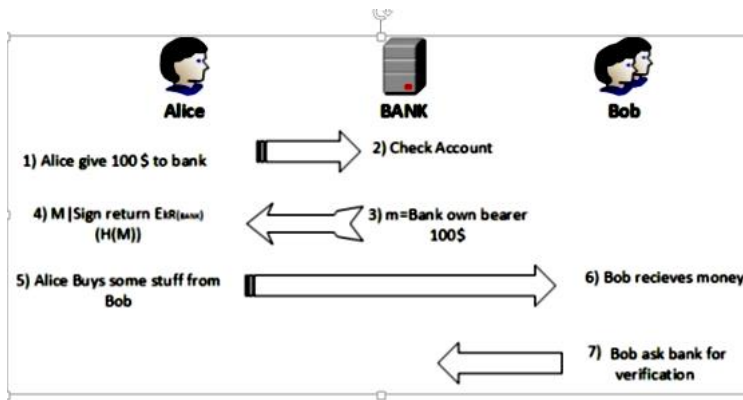 Alice
BANK
Bob
1) Alice give 100 $ to bank
2) Check Account
4) M|Sign return EkR(BANK)
(H(M))
3) m=Bank own bearer
100$
5) Alice Buys some stuff from
Bob
6) Bob recieves money
7) Bob ask bank for
verification